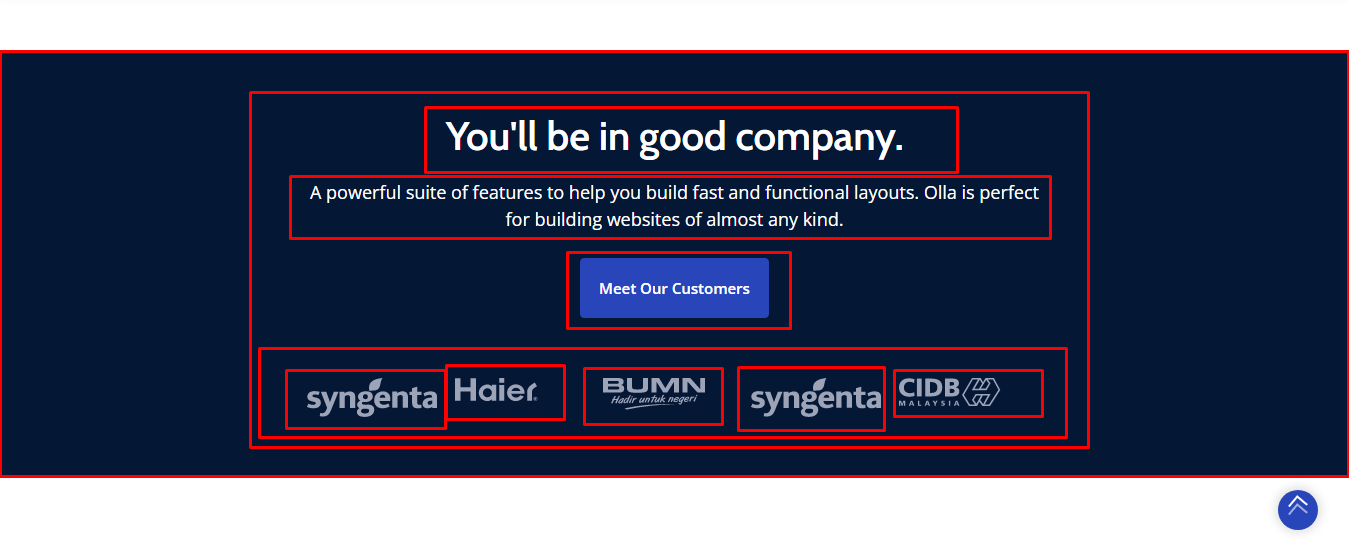 You'll be in good company.
A powerful suite of features to help you build fast and functional layouts. Olla is perfect
for building websites of almost any kind.
Meet Our Customers
syngenta
Haier
BUMN
Hadir untuk negeri
syngenta
CIDB
MALAYSIA